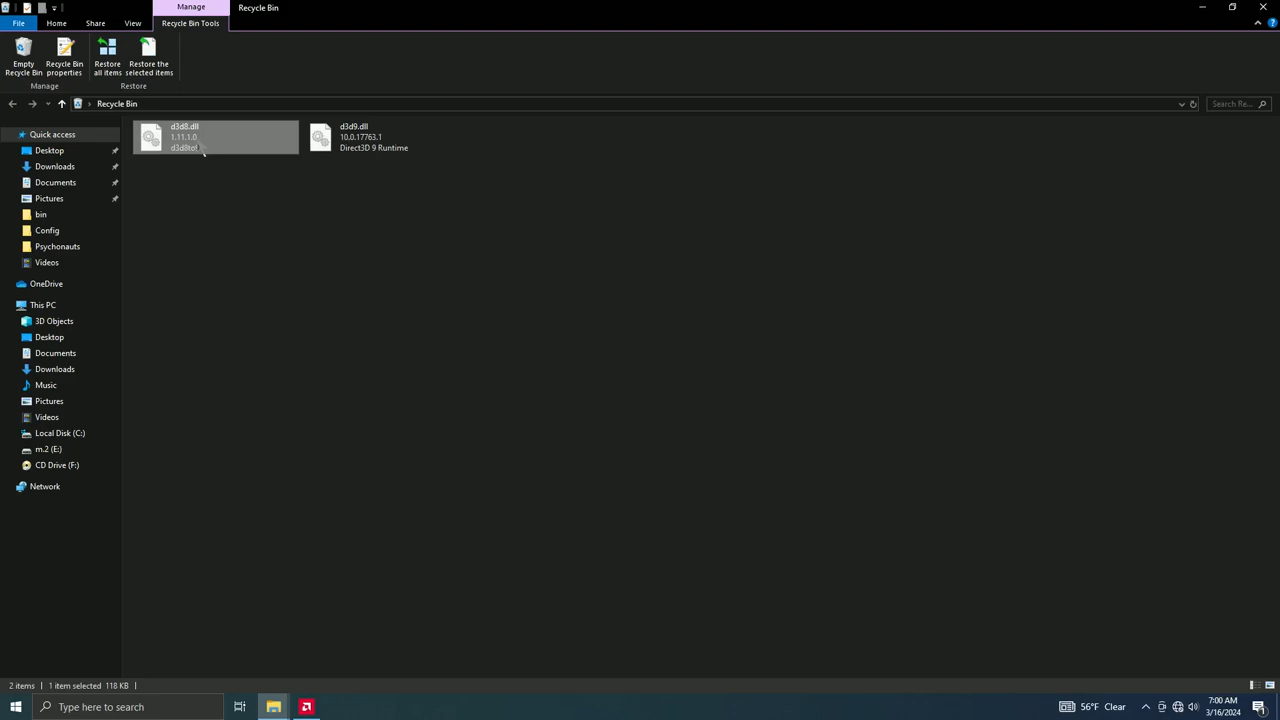 Manage
Recycle Bin
File
Home
Share
View
Recycle Bin Tools
Empty
Recycle Bin
Recycle Bin
properties
Restore
all items
Restore the
selected items
Manage
Restore
Recycle Bin
Search Re...
Quick access
Desktop
Downloads
Documents
Pictures
bin
Config
Psychonauts
Videos
OneDrive
This PC
3D Objects
Desktop
Documents
Downloads
Music
Pictures
Videos
Local Disk (C:)
m.2 (E:)
CD Drive (F:)
Network
d3d8.dll
1.11.1.0
d3d9.dll
10.0.17763.1
Direct3D 9 Runtime
2 items
1 item selected 118 KB
Type here to search
56°F Clear
7:00 AM
3/16/2024
1